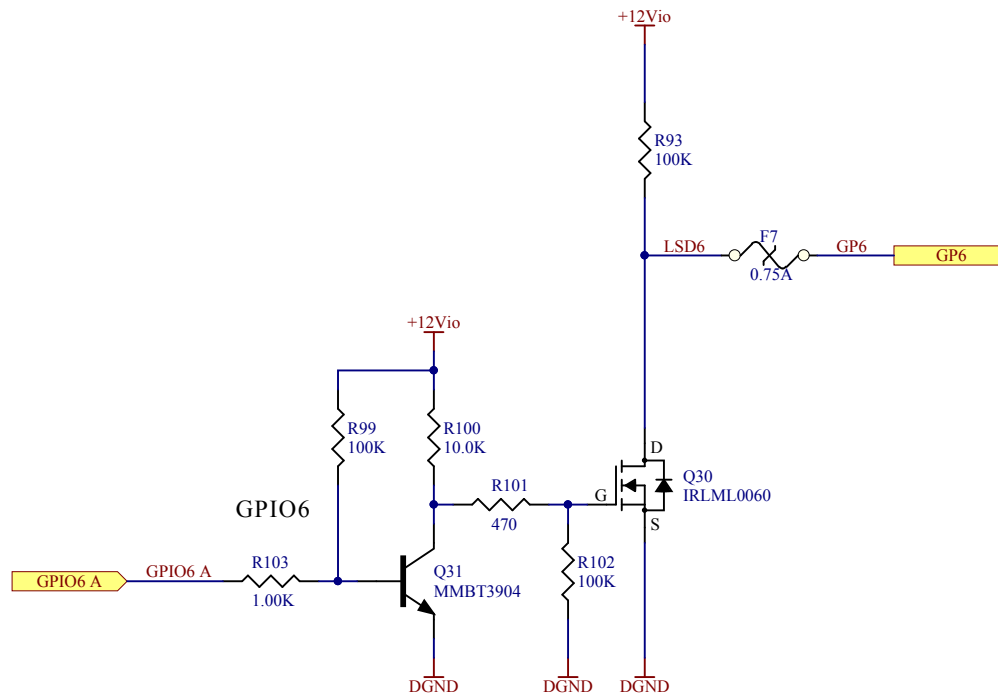 +12Vio
R93
100K
LSD6
F7
0.75A
GP6
GP6
+12Vio
R99
100K
R100
10.0K
R101
470
D
G
S
Q30
IRLML0060
GPIO6
R102
100K
GPIO6 A
GPIO6 A
R103
1.00K
Q31
MMBT3904
DGND
DGND
DGND